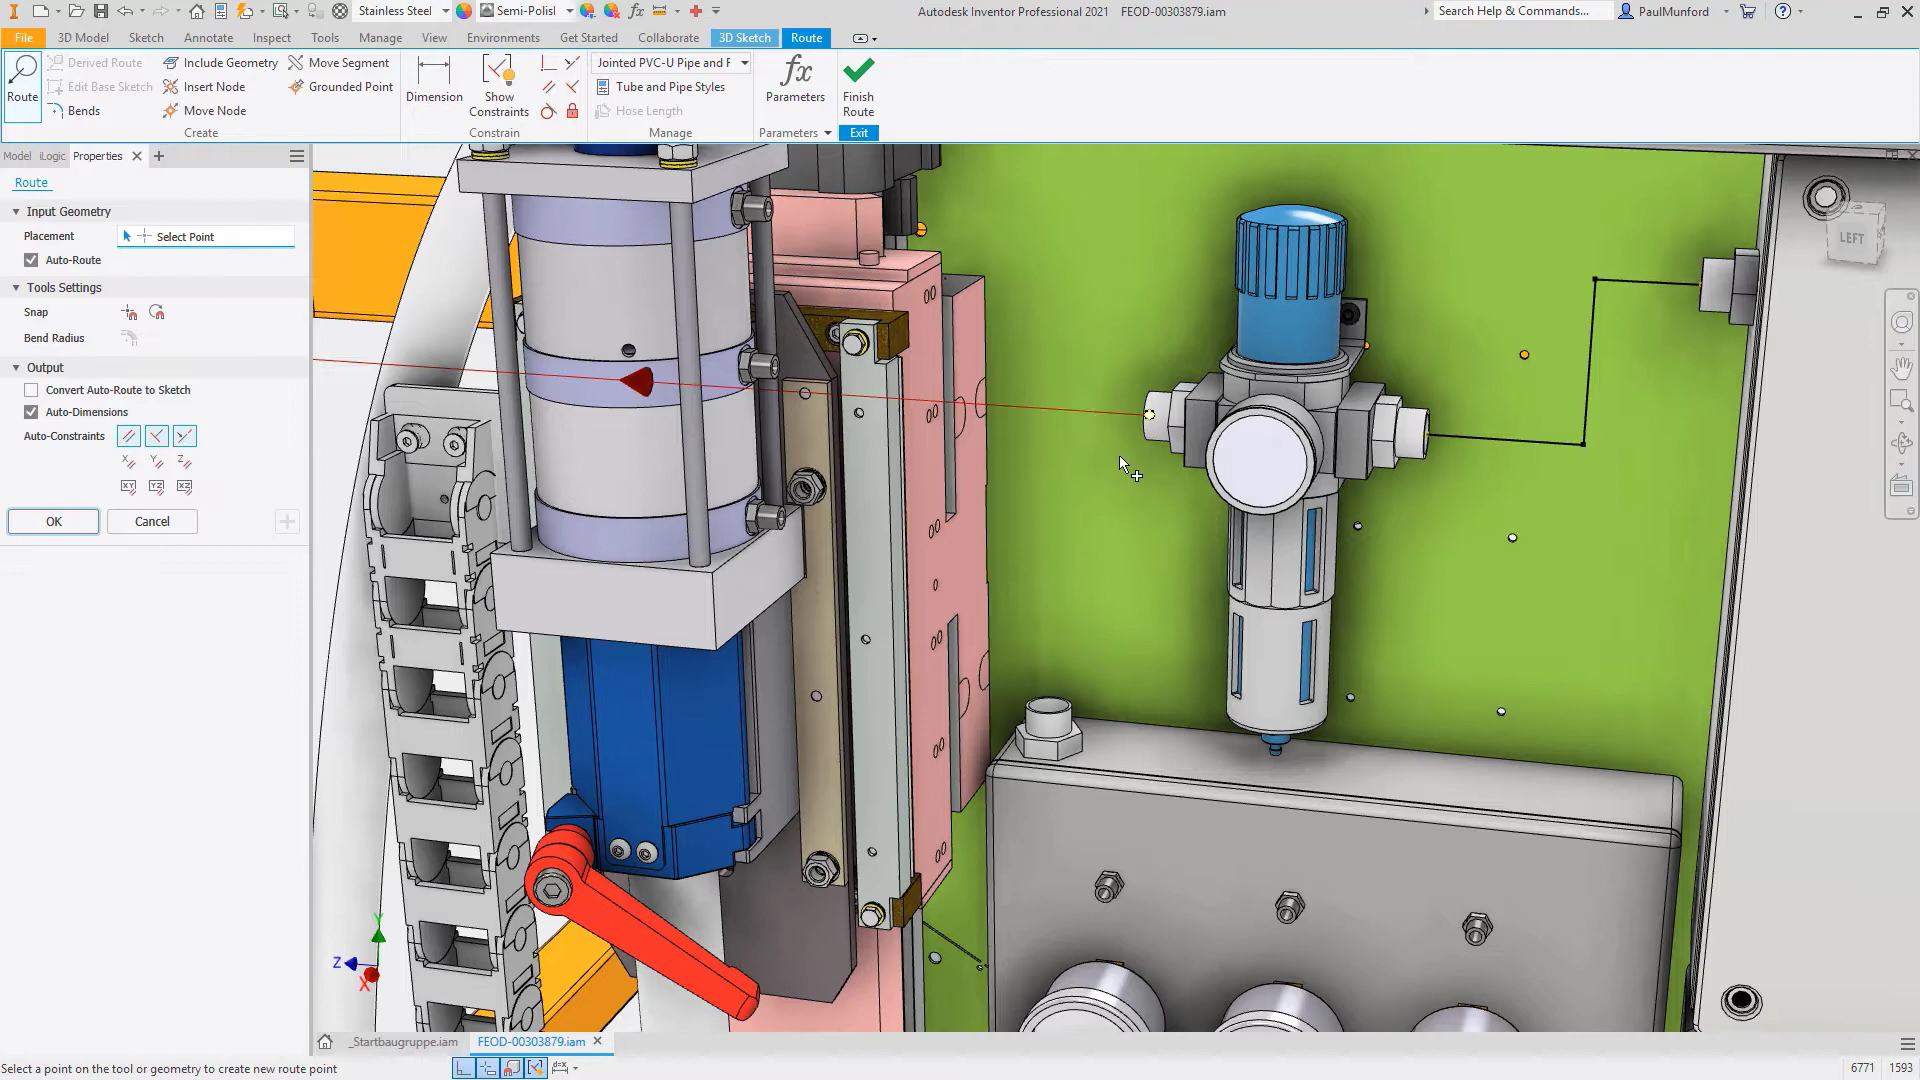 Stainless Steel
Semi-Polisl
Autodesk Inventor Professional 2021 FEOD-00303879.iam
Search Help & Commands...
PaulMunford
File 3D Model Sketch Annotate Inspect Tools Manage View Environments Get Started Collaborate 3D Sketch Route
Route
Derived Route
Edit Base Sketch
Bends
Include Geometry
Insert Node
Move Node
Move Segment
Grounded Point
Create
Dimension
Show Constraints
Constrain
Jointed PVC-U Pipe and F
Tube and Pipe Styles
Hose Length
Manage
fx
Parameters
Parameters
Finish Route
Exit
Model iLogic Properties
Route
Input Geometry
Placement Select Point
Auto-Route
Tools Settings
Snap
Bend Radius
Output
Convert Auto-Route to Sketch
Auto-Dimensions
Auto-Constraints
X Y Z
XY YZ XZ
OK Cancel
LEFT
Y
Z
X
_Startbaugruppe.iam FEOD-00303879.iam
Select a point on the tool or geometry to create new route point
6771 1593